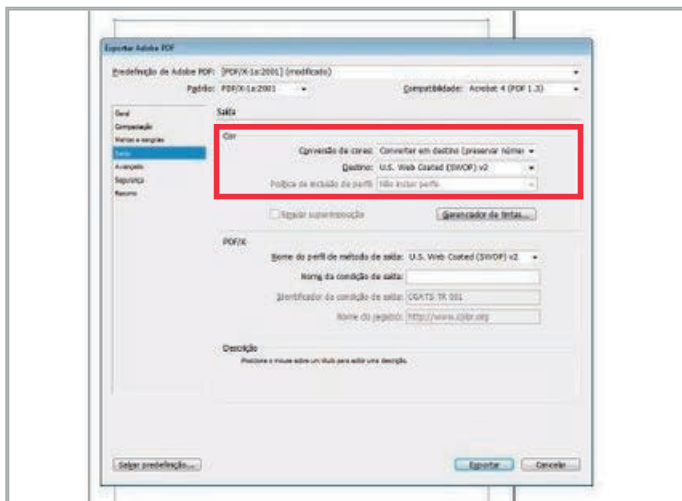 Exportar Adobe PDF
Predefinição de Adobe PDF: [PDF/X-1a:2001] (modificado)
Padrão: PDF/X-1a:2001 Compatibilidade: Acrobat 4 (PDF 1.3)
Geral
Compactação
Marcas e sangrias
Saída
Avançado
Segurança
Resumo
Saída
Cor
Conversão de cores: Converter em destino (preservar númer
Destino: U.S. Web Coated (SWOP) v2
Política de inclusão de perfil: Não incluir perfis
Simular superimpressão Gerenciador de tintas...
PDF/X
Nome do perfil de método de saída: U.S. Web Coated (SWOP) v2
Nome da condição de saída:
Identificador da condição de saída: CGATS TR 001
Nome do registro: http://www.color.org
Descrição
Posicione o mouse sobre um título para exibir uma descrição.
Salvar predefinição... Exportar Cancelar